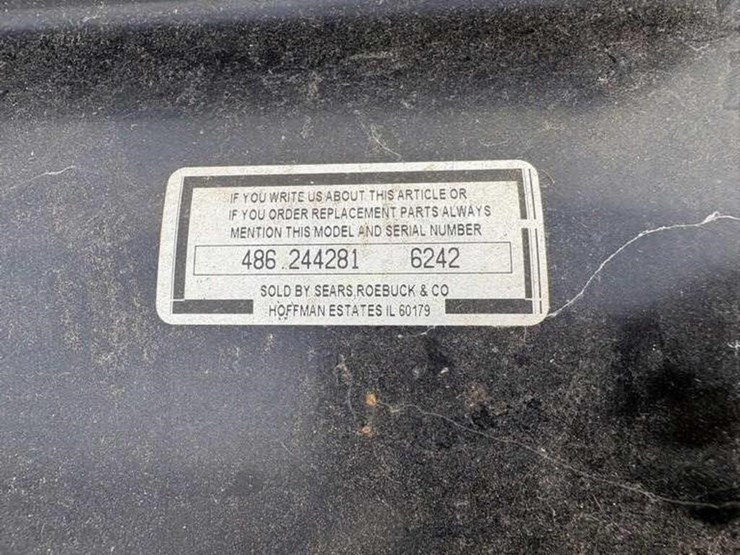 IF YOU WRITE US ABOUT THIS ARTICLE OR
IF YOU ORDER REPLACEMENT PARTS ALWAYS
MENTION THIS MODEL AND SERIAL NUMBER
486.244281 6242
SOLD BY SEARS,ROEBUCK & CO
HOFFMAN ESTATES IL 60179